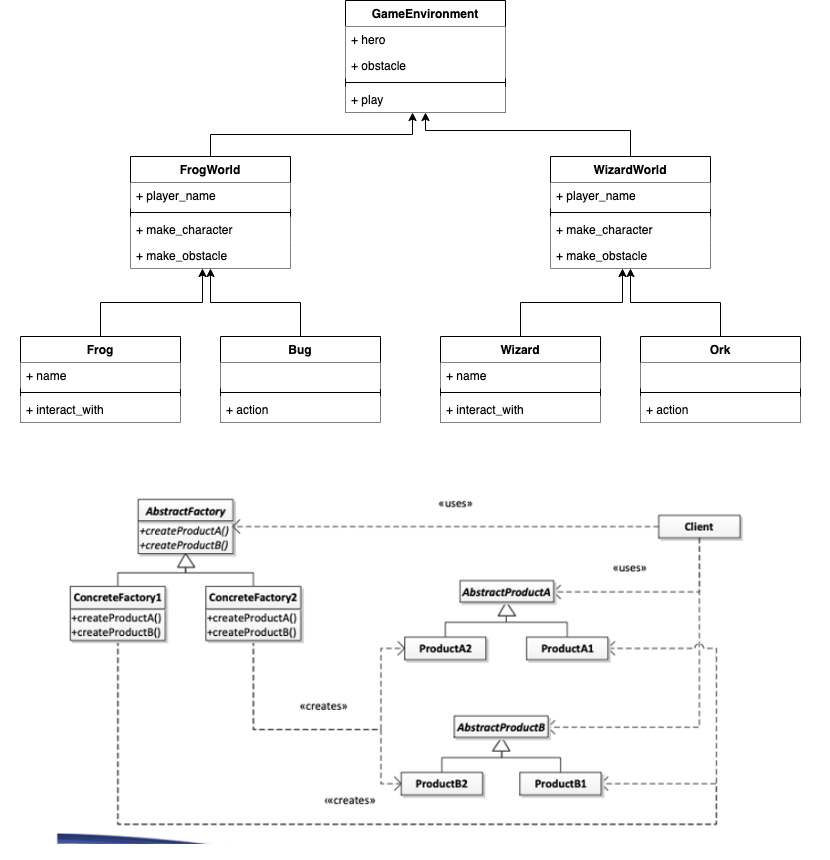 GameEnvironment
+ hero
+ obstacle
+ play
FrogWorld
+ player_name
+ make_character
+ make_obstacle
WizardWorld
+ player_name
+ make_character
+ make_obstacle
Frog
+ name
+ interact_with
Bug
+ action
Wizard
+ name
+ interact_with
Ork
+ action
«uses»
AbstractFactory
+createProductA()
+createProductB()
Client
«uses»
ConcreteFactory1
+createProductA()
+createProductB()
ConcreteFactory2
+createProductA()
+createProductB()
AbstractProductA
ProductA2
ProductA1
«creates»
AbstractProductB
ProductB2
ProductB1
«creates»